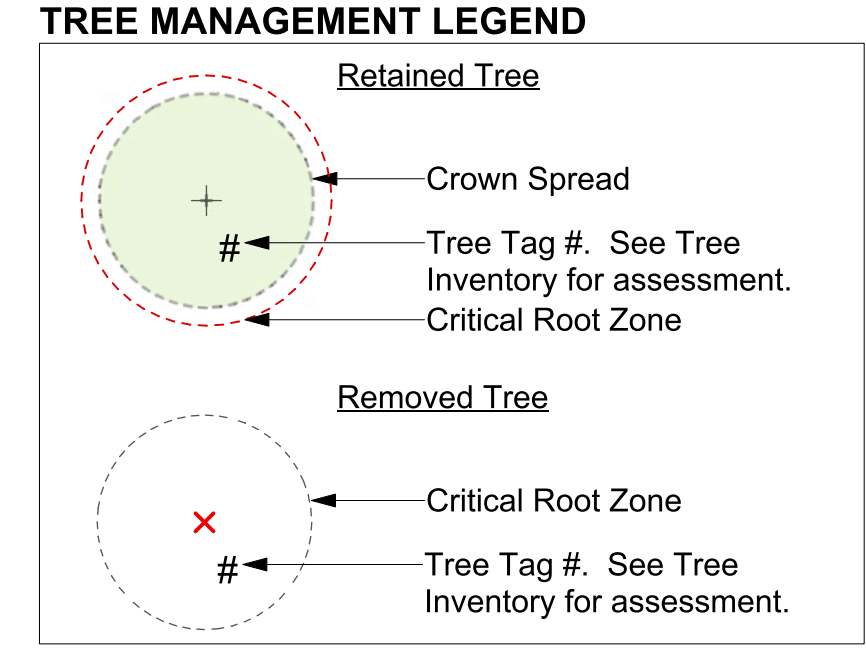 TREE MANAGEMENT LEGEND
Retained Tree
Crown Spread
#
Tree Tag #. See Tree
Inventory for assessment.
Critical Root Zone
Removed Tree
Critical Root Zone
#
Tree Tag #. See Tree
Inventory for assessment.